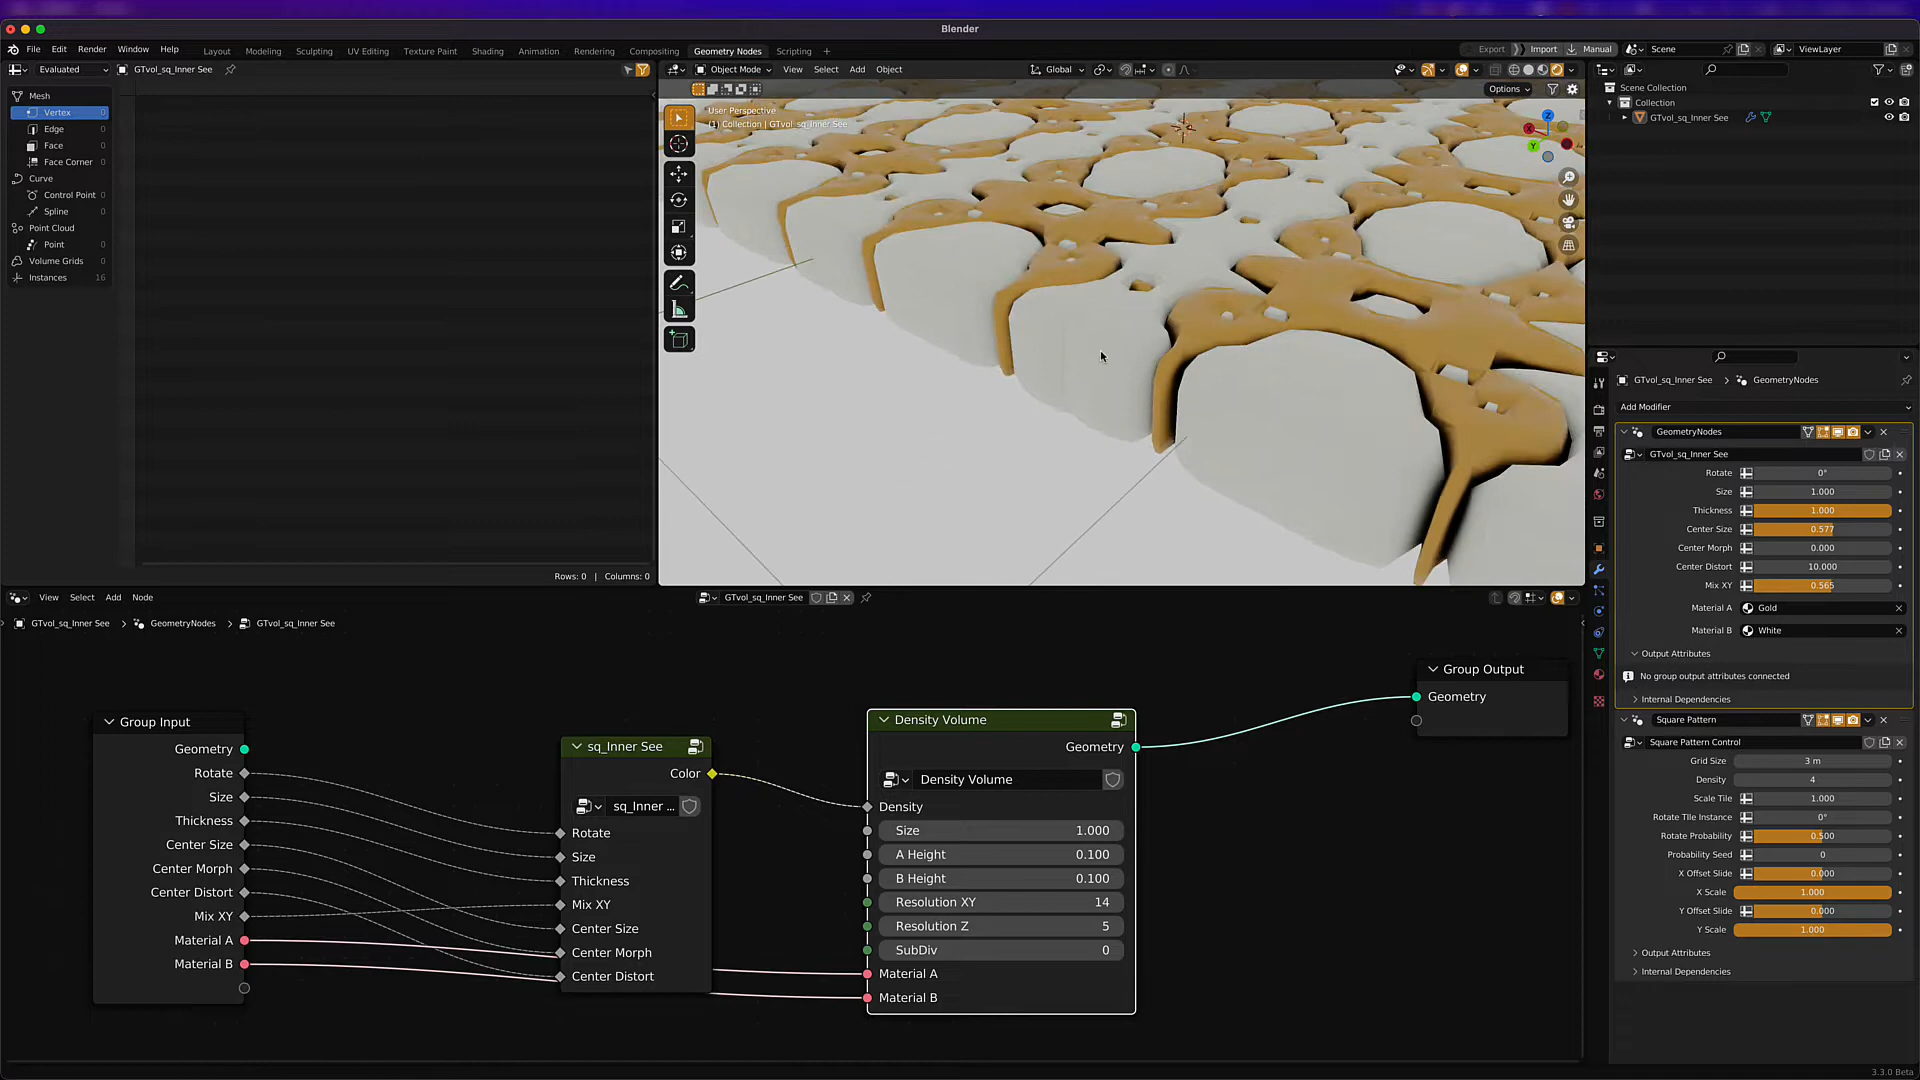 Blender
File Edit Render Window Help
Layout Modeling Sculpting UV Editing Texture Paint Shading Animation Rendering Compositing Geometry Nodes Scripting +
Export Import Manual Scene ViewLayer
Evaluated GTvol_sq_Inner See
Object Mode View Select Add Object Global
Options
Mesh
Vertex 0
Edge 0
Face 0
Face Corner 0
Curve
Control Point 0
Spline 0
Point Cloud
Point 0
Volume Grids 0
Instances 16
Rows: 0 | Columns: 0
User Perspective
(1) Collection | GTvol_sq_Inner See
Z
X
Y
Scene Collection
Collection
GTvol_sq_Inner See
GTvol_sq_Inner See > GeometryNodes
Add Modifier
GeometryNodes
GTvol_sq_Inner See
Rotate 0°
Size 1.000
Thickness 1.000
Center Size 0.577
Center Morph 0.000
Center Distort 10.000
Mix XY 0.565
Material A Gold
Material B White
Output Attributes
No group output attributes connected
Internal Dependencies
Square Pattern
Square Pattern Control
Grid Size 3 m
Density 4
Scale Tile 1.000
Rotate Tlle Instance 0°
Rotate Probability 0.500
Probability Seed 0
X Offset Slide 0.000
X Scale 1.000
Y Offset Slide 0.000
Y Scale 1.000
Output Attributes
Internal Dependencies
View Select Add Node
GTvol_sq_Inner See
GTvol_sq_Inner See > GeometryNodes > GTvol_sq_Inner See
Group Input
Geometry
Rotate
Size
Thickness
Center Size
Center Morph
Center Distort
Mix XY
Material A
Material B
sq_Inner See
Color
sq_Inner ...
Rotate
Size
Thickness
Mix XY
Center Size
Center Morph
Center Distort
Density Volume
Geometry
Density Volume
Density
Size 1.000
A Height 0.100
B Height 0.100
Resolution XY 14
Resolution Z 5
SubDiv 0
Material A
Material B
Group Output
Geometry
3.3.0 Beta